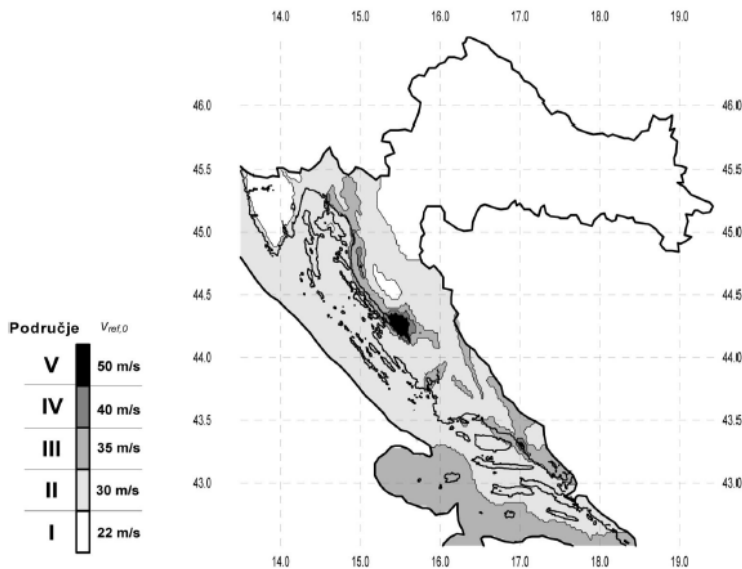 14.0 15.0 16.0 17.0 18.0 19.0
46.0 46.0
45.5 45.5
45.0 45.0
44.5 44.5
44.0 44.0
43.5 43.5
43.0 43.0
14.0 15.0 16.0 17.0 18.0 19.0
Područje Vref,0
V 50 m/s
IV 40 m/s
III 35 m/s
II 30 m/s
I 22 m/s